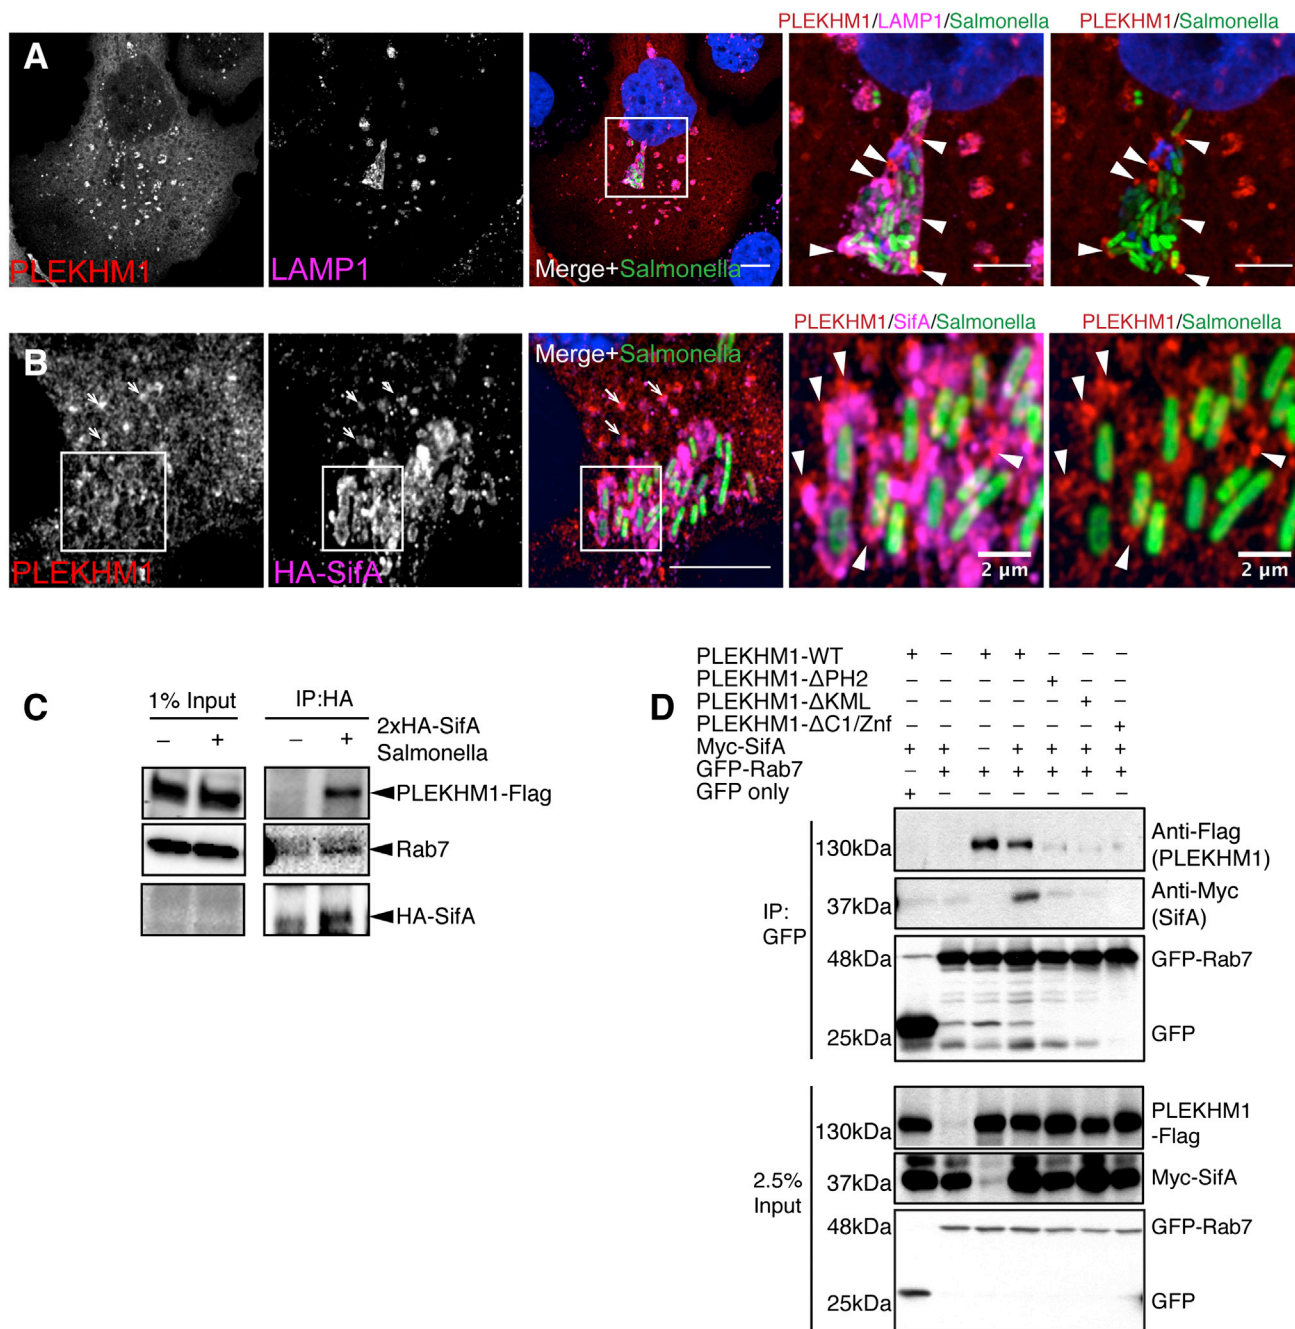 PLEKHM1/LAMP1/Salmonella PLEKHM1/Salmonella
A
PLEKHM1 LAMP1 Merge+Salmonella
PLEKHM1/SifA/Salmonella PLEKHM1/Salmonella
B
Merge+Salmonella
PLEKHM1 HA-SifA 2 µm 2 µm
C
1% Input IP:HA
– + – + 2xHA-SifA
Salmonella
PLEKHM1-Flag
Rab7
HA-SifA
D
PLEKHM1-WT + – + + – – –
PLEKHM1-ΔPH2 – – – – + – –
PLEKHM1-ΔKML – – – – – + –
PLEKHM1-ΔC1/Znf – – – – – – +
Myc-SifA + + – + + + +
GFP-Rab7 – + + + + + +
GFP only + – – – – – –
IP:
GFP
130kDa Anti-Flag
(PLEKHM1)
37kDa Anti-Myc
(SifA)
48kDa GFP-Rab7
25kDa GFP
2.5%
Input
130kDa PLEKHM1
-Flag
37kDa Myc-SifA
48kDa GFP-Rab7
25kDa GFP